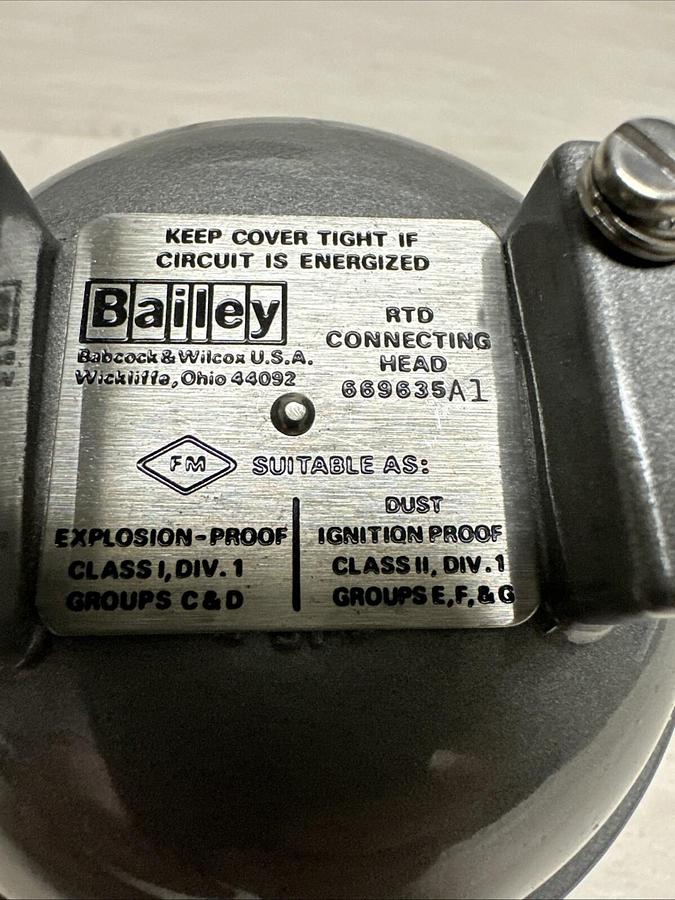 KEEP COVER TIGHT IF
CIRCUIT IS ENERGIZED
Bailey
Babcock & Wilcox U.S.A.
Wickliffe, Ohio 44092
RTD
CONNECTING
HEAD
669635A1
FM
SUITABLE AS:
EXPLOSION-PROOF
CLASS I, DIV. 1
GROUPS C & D
DUST
IGNITION PROOF
CLASS II, DIV. 1
GROUPS E, F, & G